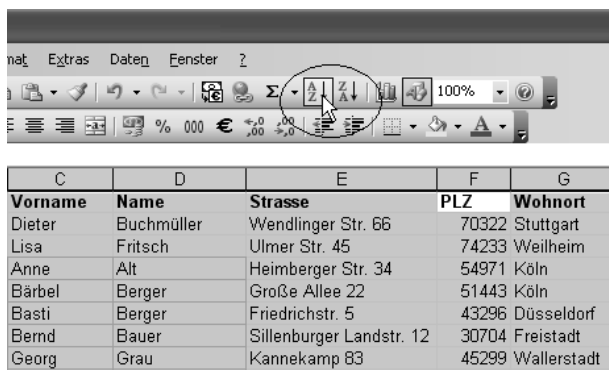 nat Extras Daten Fenster ?
Σ A Z Z A 100%
% 000 € ,00 ,00 A
C D E F G
Vorname Name Strasse PLZ Wohnort
Dieter Buchmüller Wendlinger Str. 66 70322 Stuttgart
Lisa Fritsch Ulmer Str. 45 74233 Weilheim
Anne Alt Heimberger Str. 34 54971 Köln
Bärbel Berger Große Allee 22 51443 Köln
Basti Berger Friedrichstr. 5 43296 Düsseldorf
Bernd Bauer Sillenburger Landstr. 12 30704 Freistadt
Georg Grau Kannekamp 83 45299 Wallerstadt